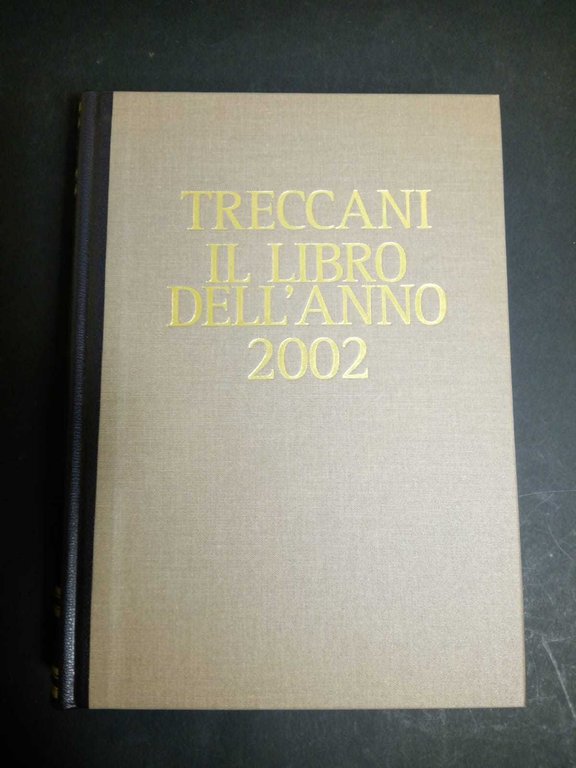 TRECCANI
IL LIBRO
DELL'ANNO
2002